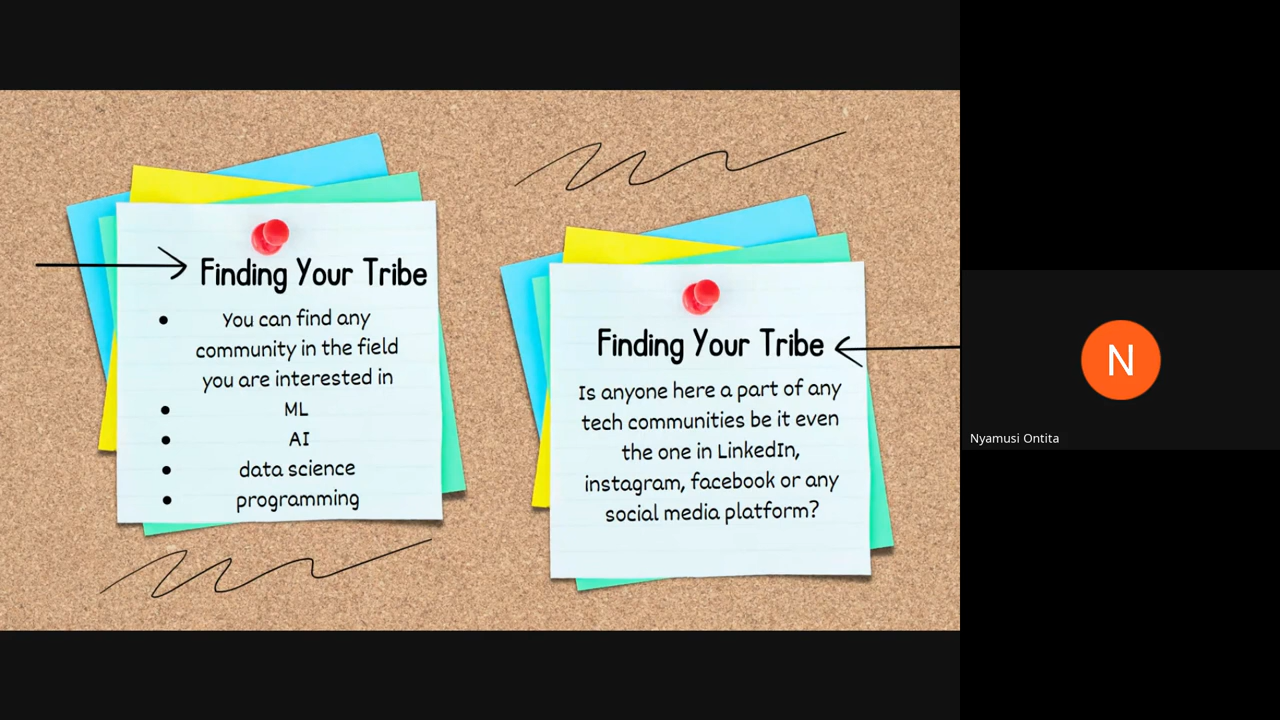 Finding Your Tribe
You can find any
community in the field
you are interested in
ML
AI
data science
programming
Finding Your Tribe
Is anyone here a part of any
tech communities be it even
the one in LinkedIn,
instagram, facebook or any
social media platform?
N
Nyamusi Ontita